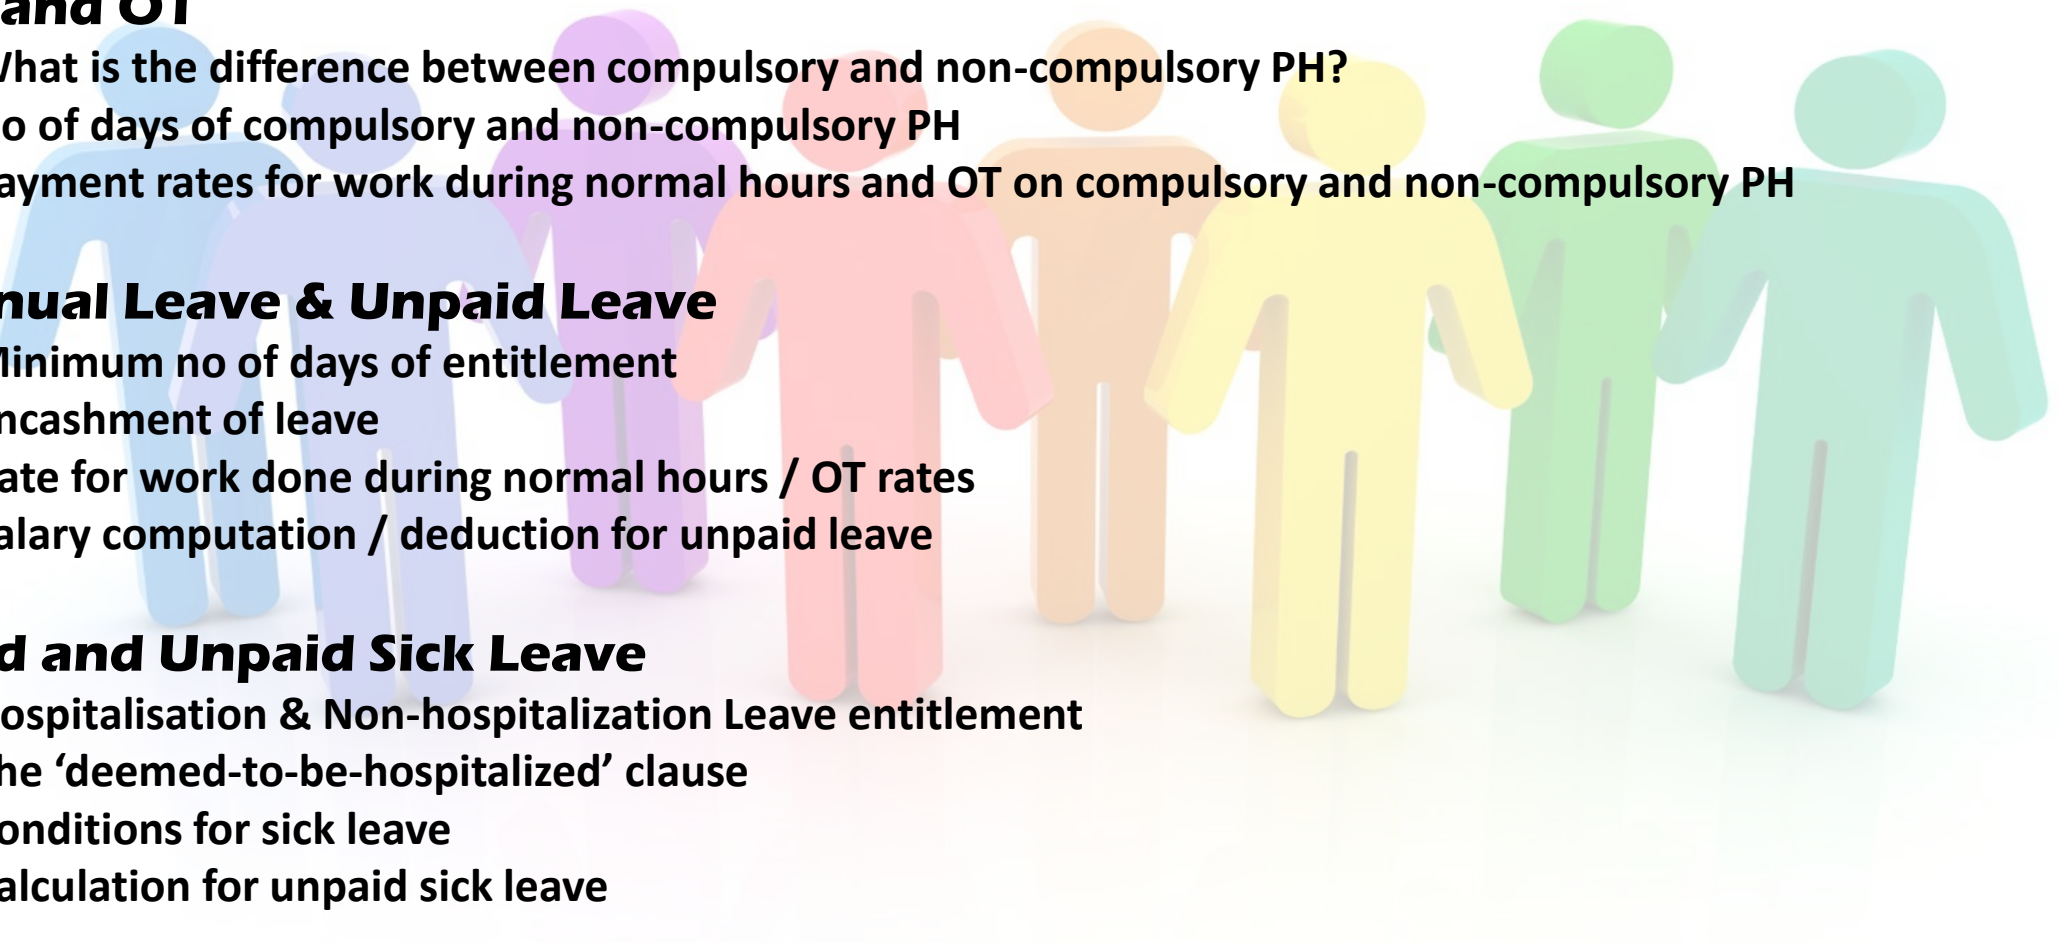 and OT
What is the difference between compulsory and non-compulsory PH?
o of days of compulsory and non-compulsory PH
ayment rates for work during normal hours and OT on compulsory and non-compulsory PH
nual Leave & Unpaid Leave
Minimum no of days of entitlement
ncashment of leave
ate for work done during normal hours / OT rates
alary computation / deduction for unpaid leave
d and Unpaid Sick Leave
ospitalisation & Non-hospitalization Leave entitlement
he ‘deemed-to-be-hospitalized’ clause
onditions for sick leave
alculation for unpaid sick leave